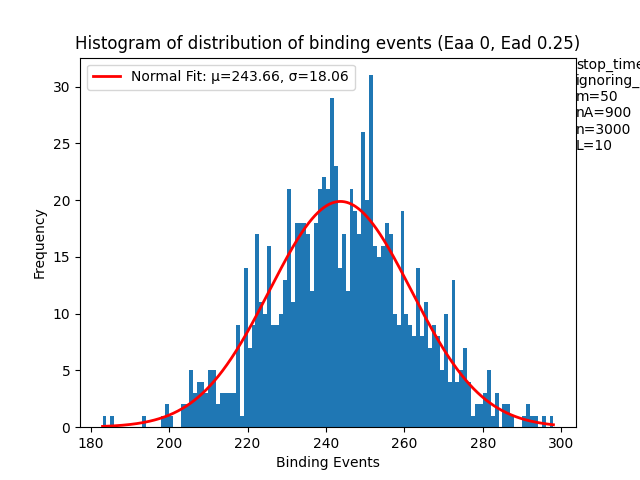 Histogram of distribution of binding events (Eaa 0, Ead 0.25)
Normal Fit: μ=243.66, σ=18.06
stop_time
ignoring_
m=50
nA=900
n=3000
L=10
Frequency
30
25
20
15
10
5
0
180 200 220 240 260 280 300
Binding Events